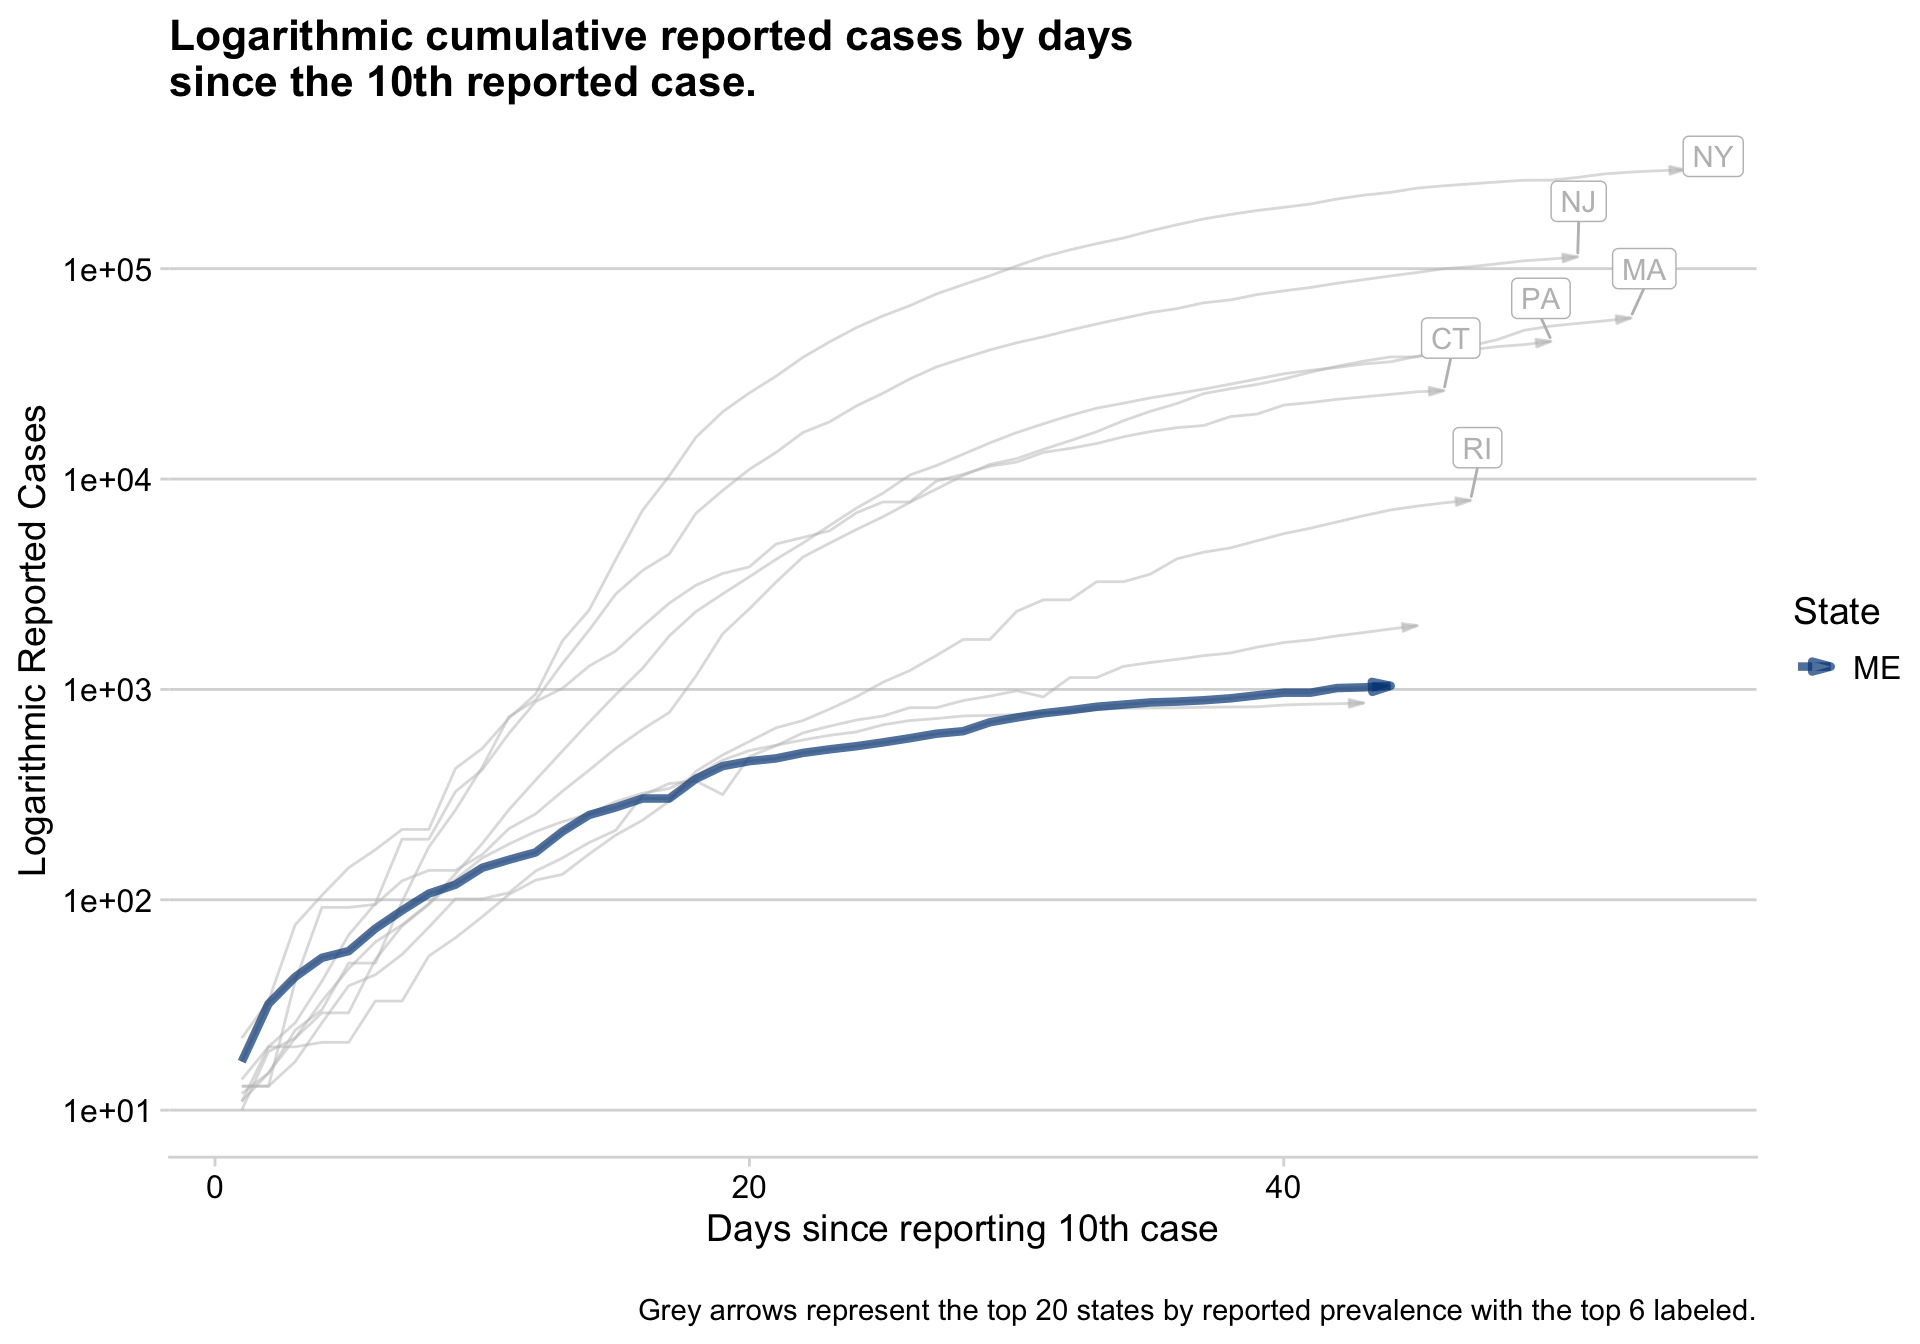 Logarithmic cumulative reported cases by days
since the 10th reported case.
NY
NJ
MA
PA
CT
RI
1e+05
1e+04
1e+03
1e+02
1e+01
Logarithmic Reported Cases
State
ME
0 20 40
Days since reporting 10th case
Grey arrows represent the top 20 states by reported prevalence with the top 6 labeled.